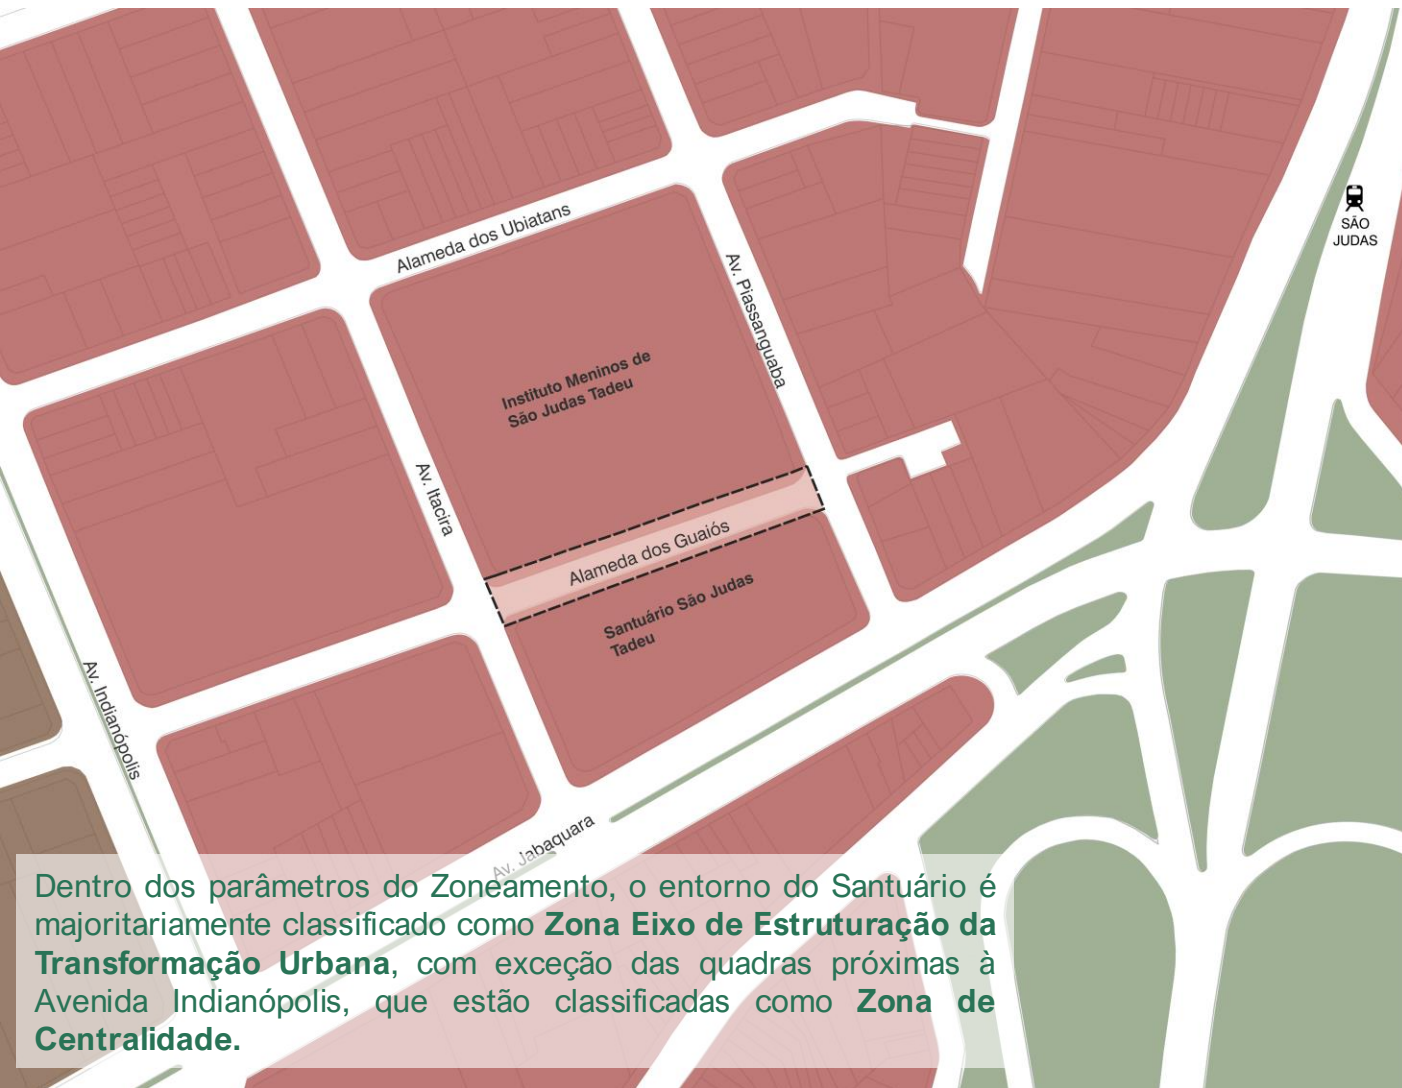 SÃO
JUDAS
Alameda dos Ubiatans
Av. Piassanguaba
Instituto Meninos de
São Judas Tadeu
Av. Itacira
Alameda dos Guaiós
Santuário São Judas
Tadeu
Av. Indianópolis
Av. Jabaquara
Dentro dos parâmetros do Zoneamento, o entorno do Santuário é
majoritariamente classificado como Zona Eixo de Estruturação da
Transformação Urbana, com exceção das quadras próximas à
Avenida Indianópolis, que estão classificadas como Zona de
Centralidade.